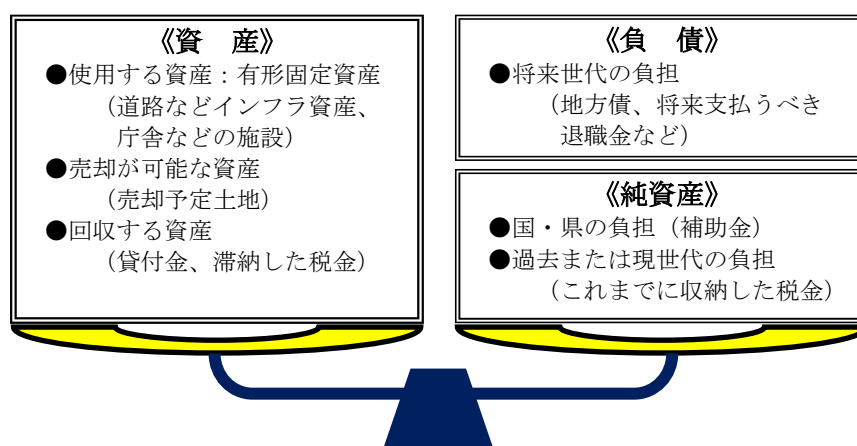 《資　産》
●使用する資産：有形固定資産
（道路などインフラ資産、
庁舎などの施設）
●売却が可能な資産
（売却予定土地）
●回収する資産
（貸付金、滞納した税金）
《負　債》
●将来世代の負担
（地方債、将来支払うべき
退職金など）
《純資産》
●国・県の負担（補助金）
●過去または現世代の負担
（これまでに収納した税金）